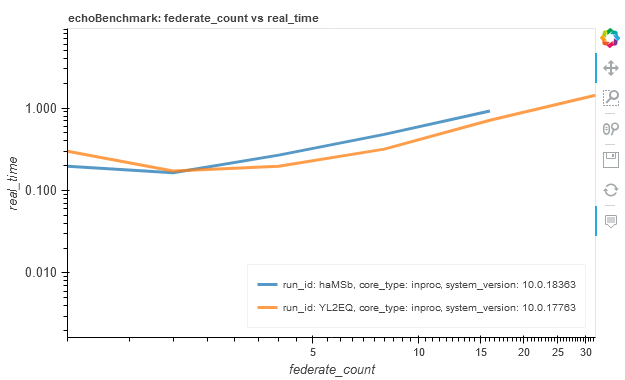 echoBenchmark: federate_count vs real_time
real_time
1.000
0.100
0.010
run_id: haMSb, core_type: inproc, system_version: 10.0.18363
run_id: YL2EQ, core_type: inproc, system_version: 10.0.17763
5
10
15
20
25
30
federate_count